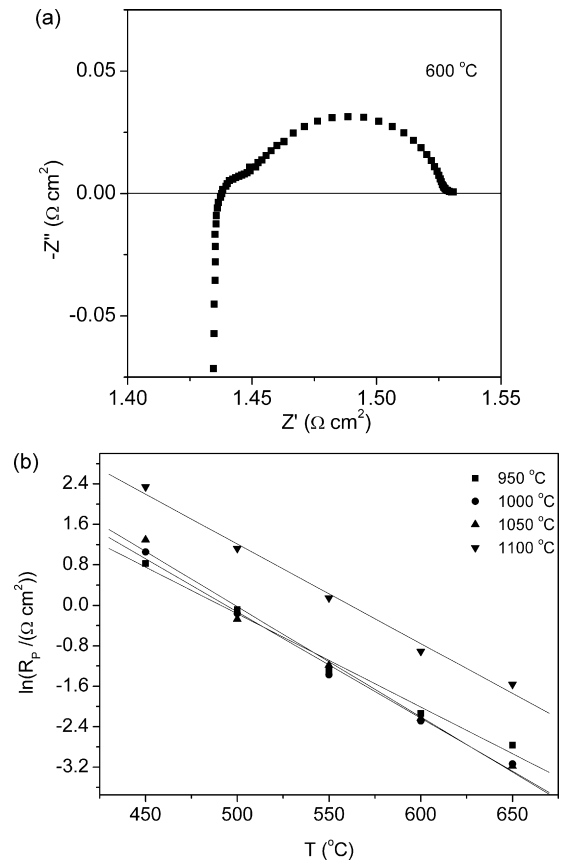 (a)
600 °C
0.05
0.00
-0.05
-Z'' (Ω cm²)
1.40
1.45
1.50
1.55
Z' (Ω cm²)
(b)
950 °C
1000 °C
1050 °C
1100 °C
2.4
1.6
0.8
0.0
-0.8
-1.6
-2.4
-3.2
ln(R_P /(Ω cm²))
450
500
550
600
650
T (°C)